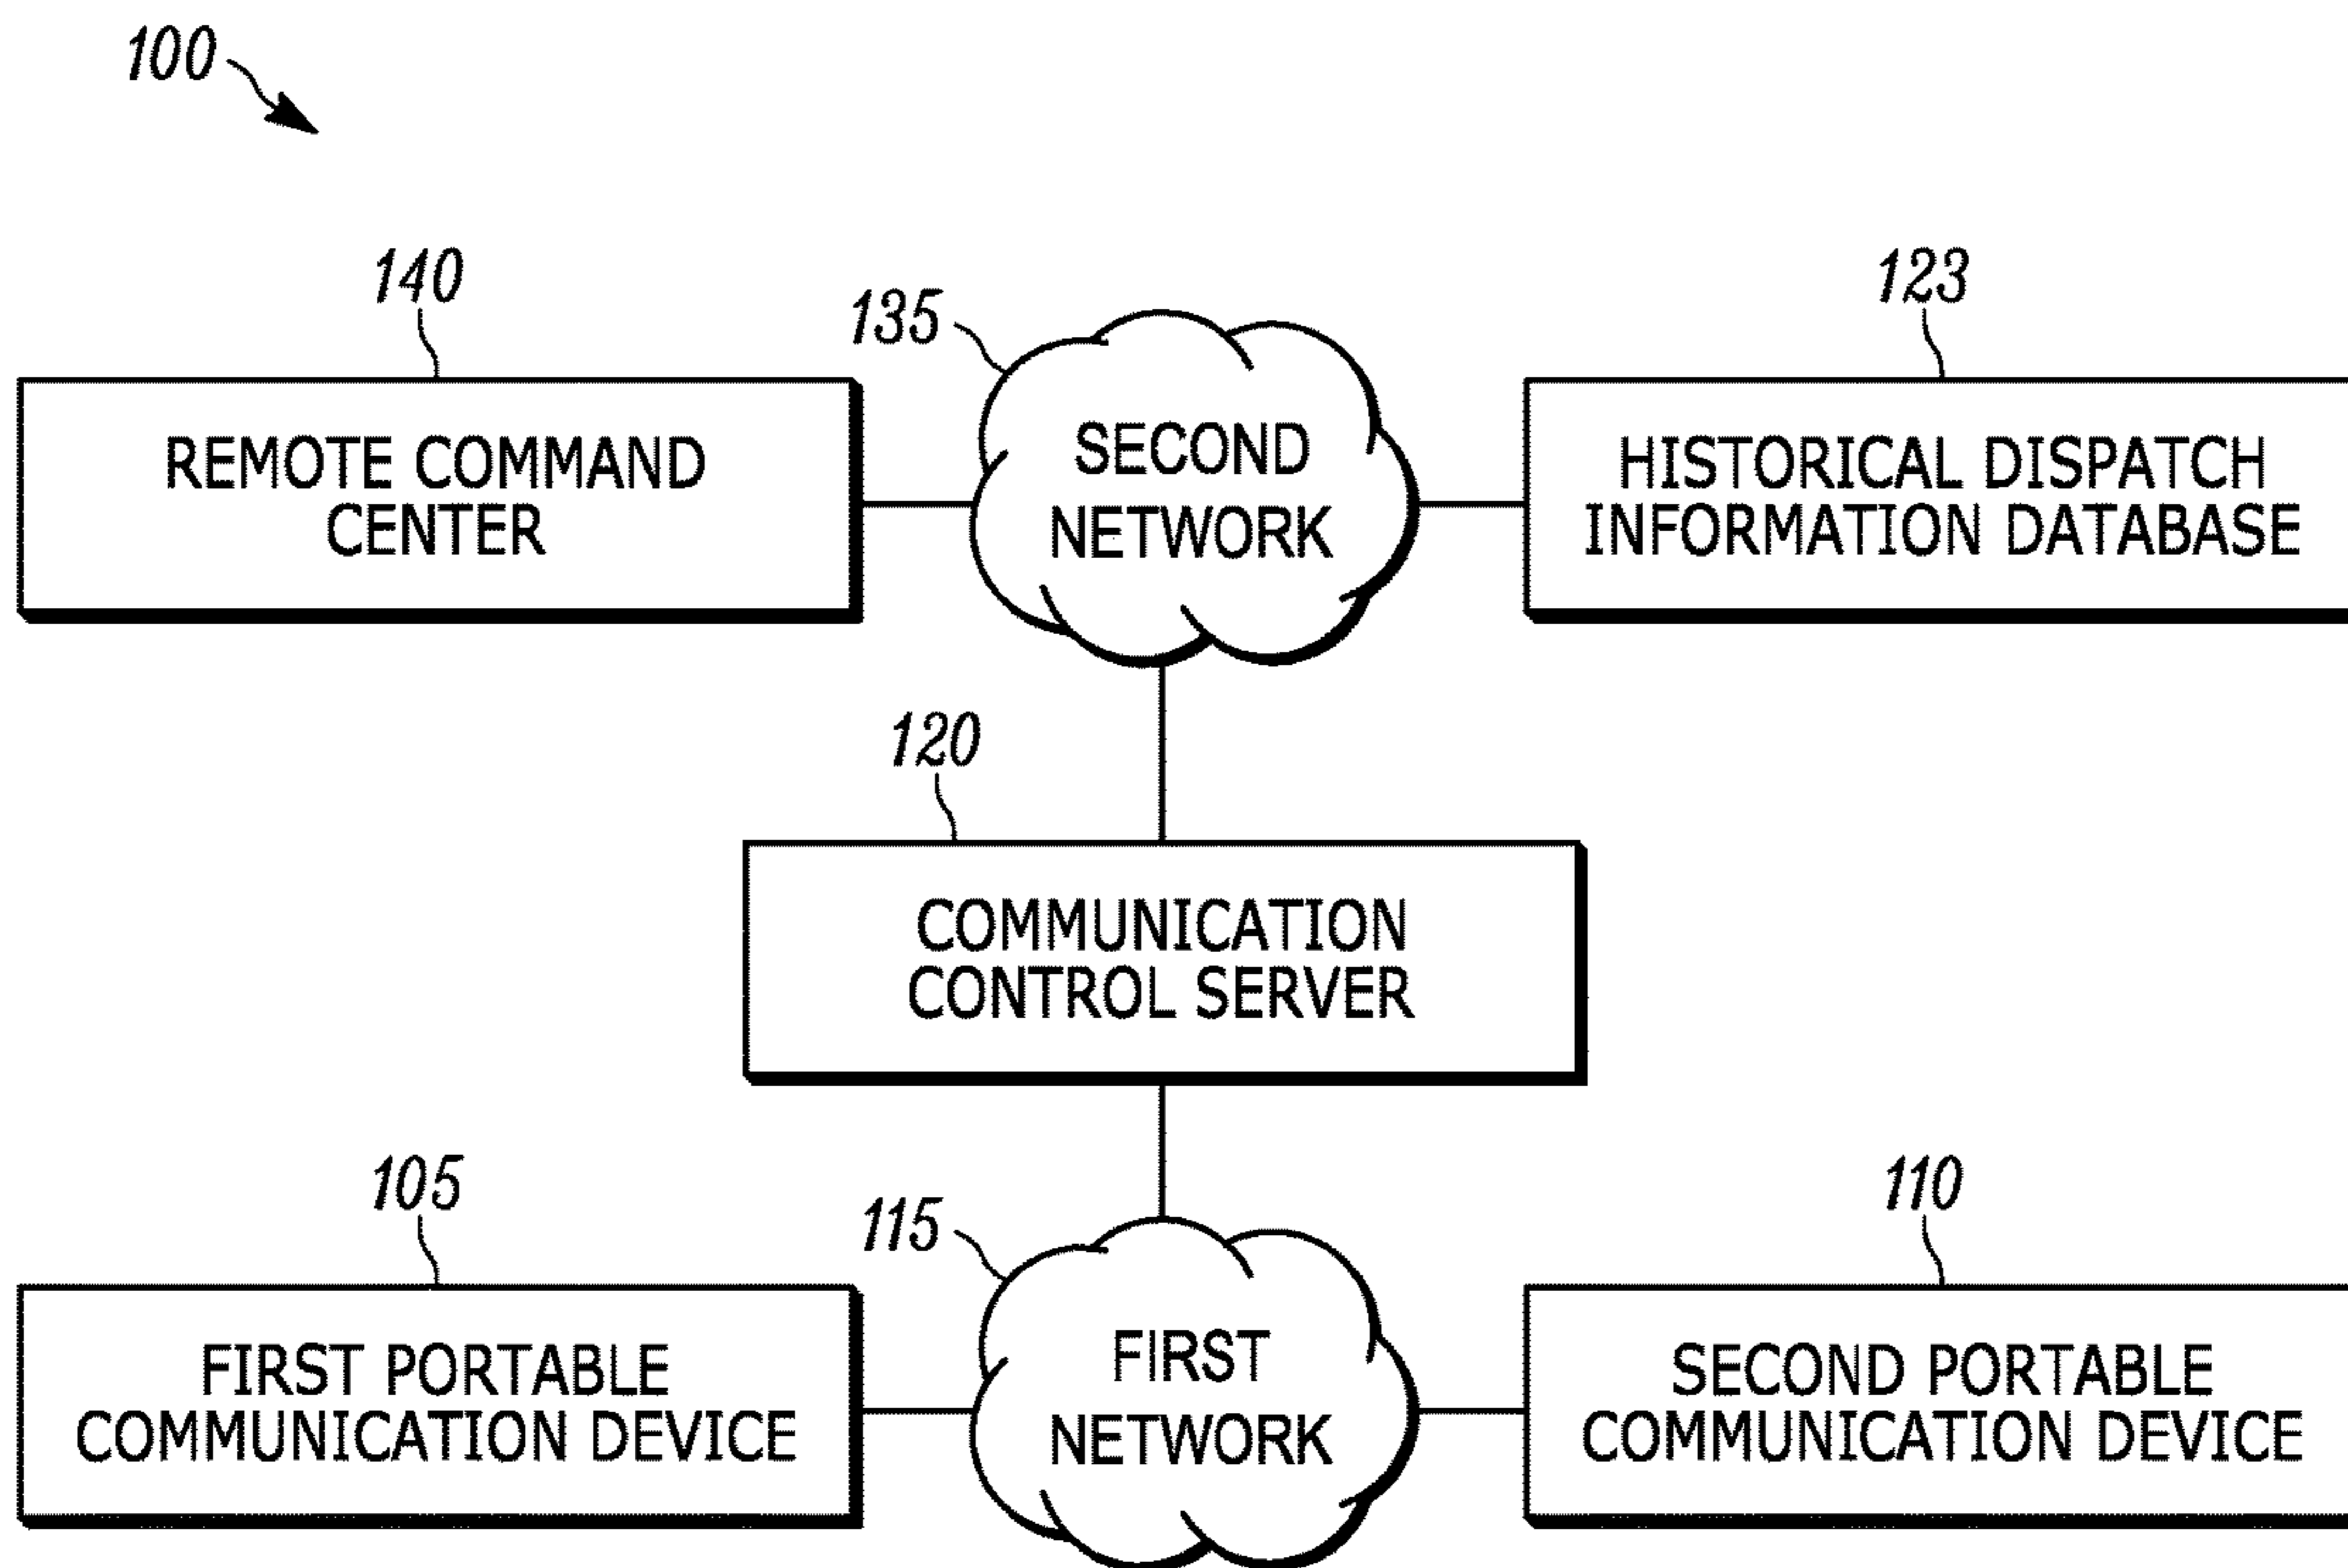 100
140
135
123
REMOTE COMMAND
CENTER
SECOND
NETWORK
HISTORICAL DISPATCH
INFORMATION DATABASE
120
COMMUNICATION
CONTROL SERVER
105
115
110
FIRST PORTABLE
COMMUNICATION DEVICE
FIRST
NETWORK
SECOND PORTABLE
COMMUNICATION DEVICE